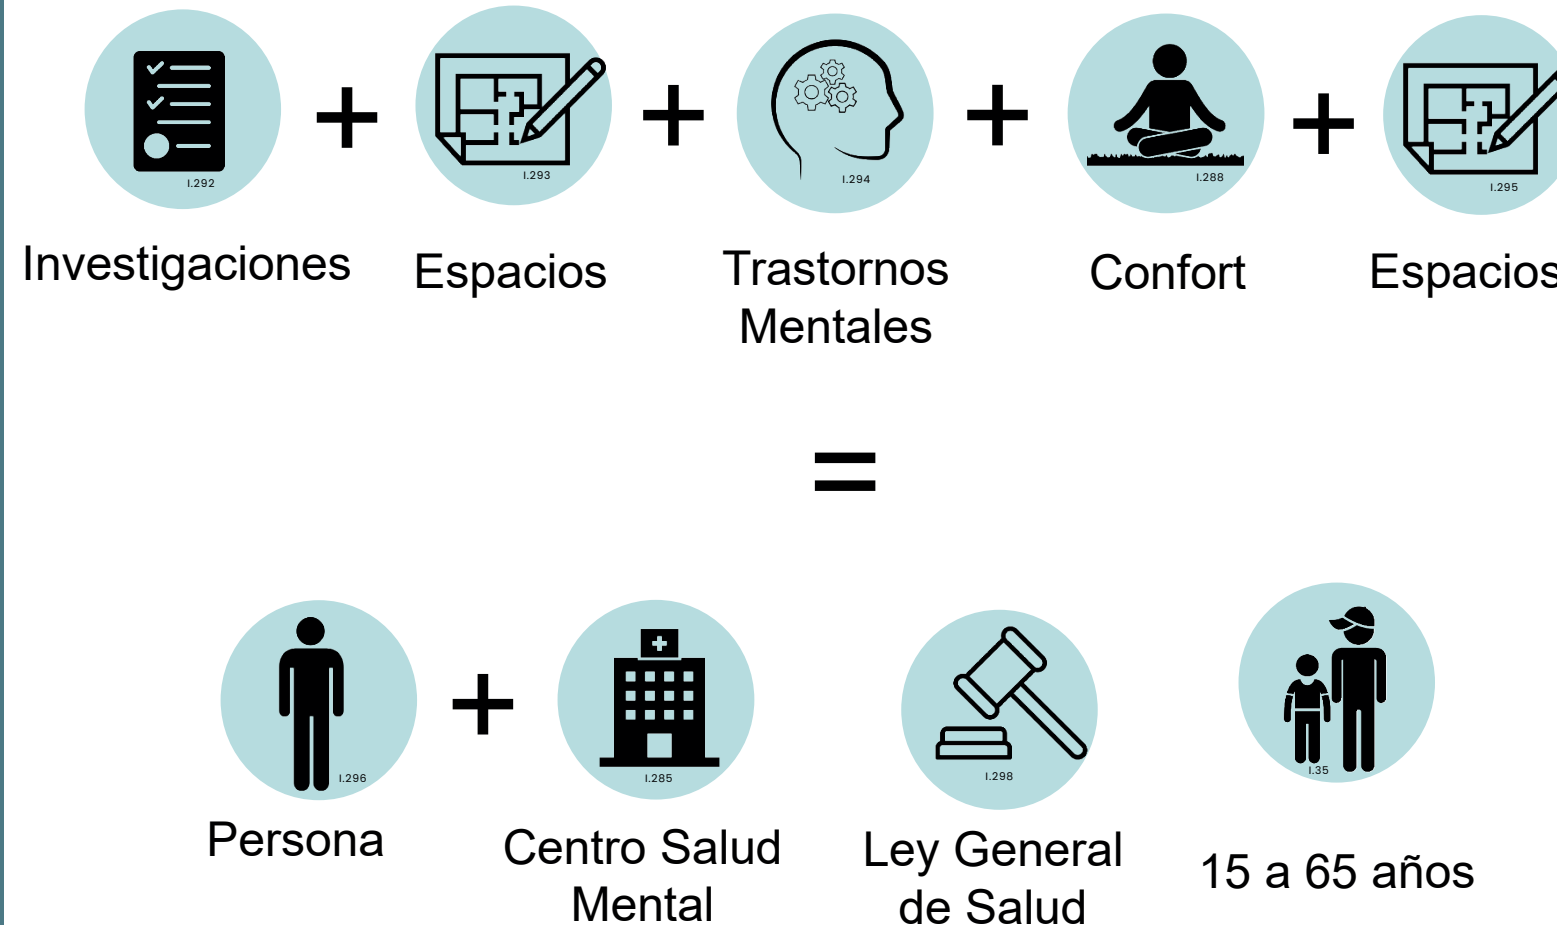 I.292
I.293
I.294
I.288
I.295
Investigaciones
Espacios
Trastornos
Mentales
Confort
Espacios
I.296
I.285
I.298
I.35
Persona
Centro Salud
Mental
Ley General
de Salud
15 a 65 años